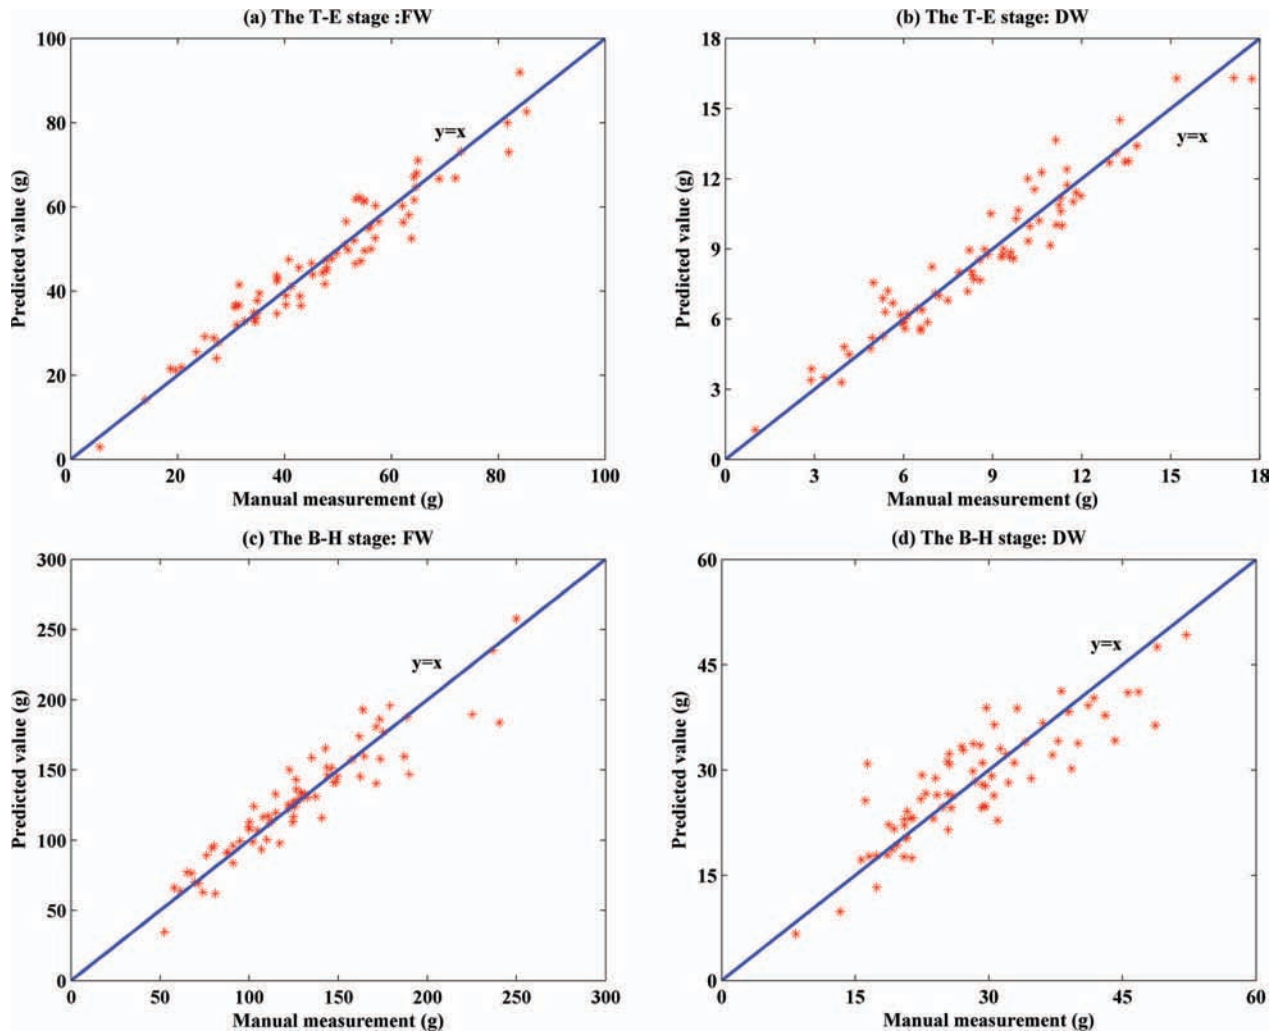 (a) The T-E stage :FW
100
80
60
40
20
0
0 20 40 60 80 100
Predicted value (g)
Manual measurement (g)
y=x
(b) The T-E stage: DW
18
15
12
9
6
3
0
0 3 6 9 12 15 18
Predicted value (g)
Manual measurement (g)
y=x
(c) The B-H stage: FW
300
250
200
150
100
50
0
0 50 100 150 200 250 300
Predicted value (g)
Manual measurement (g)
y=x
(d) The B-H stage: DW
60
45
30
15
0
0 15 30 45 60
Predicted value (g)
Manual measurement (g)
y=x